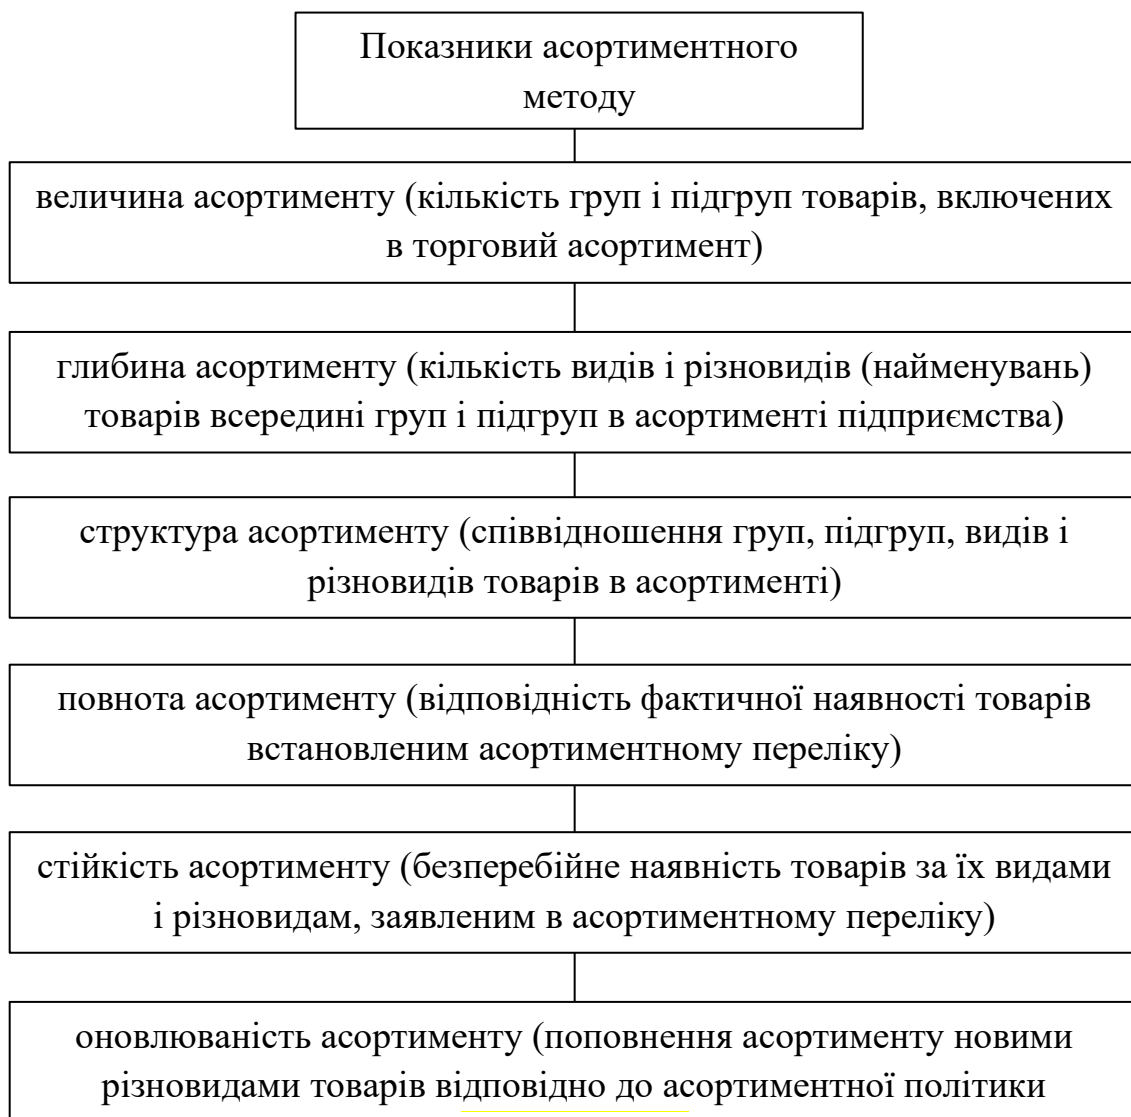 Показники асортиментного
методу
величина асортименту (кількість груп і підгруп товарів, включених
в торговий асортимент)
глибина асортименту (кількість видів і різновидів (найменувань)
товарів всередині груп і підгруп в асортименті підприємства)
структура асортименту (співвідношення груп, підгруп, видів і
різновидів товарів в асортименті)
повнота асортименту (відповідність фактичної наявності товарів
встановленим асортиментному переліку)
стійкість асортименту (безперебійне наявність товарів за їх видами
і різновидам, заявленим в асортиментному переліку)
оновлюваність асортименту (поповнення асортименту новими
різновидами товарів відповідно до асортиментної політики